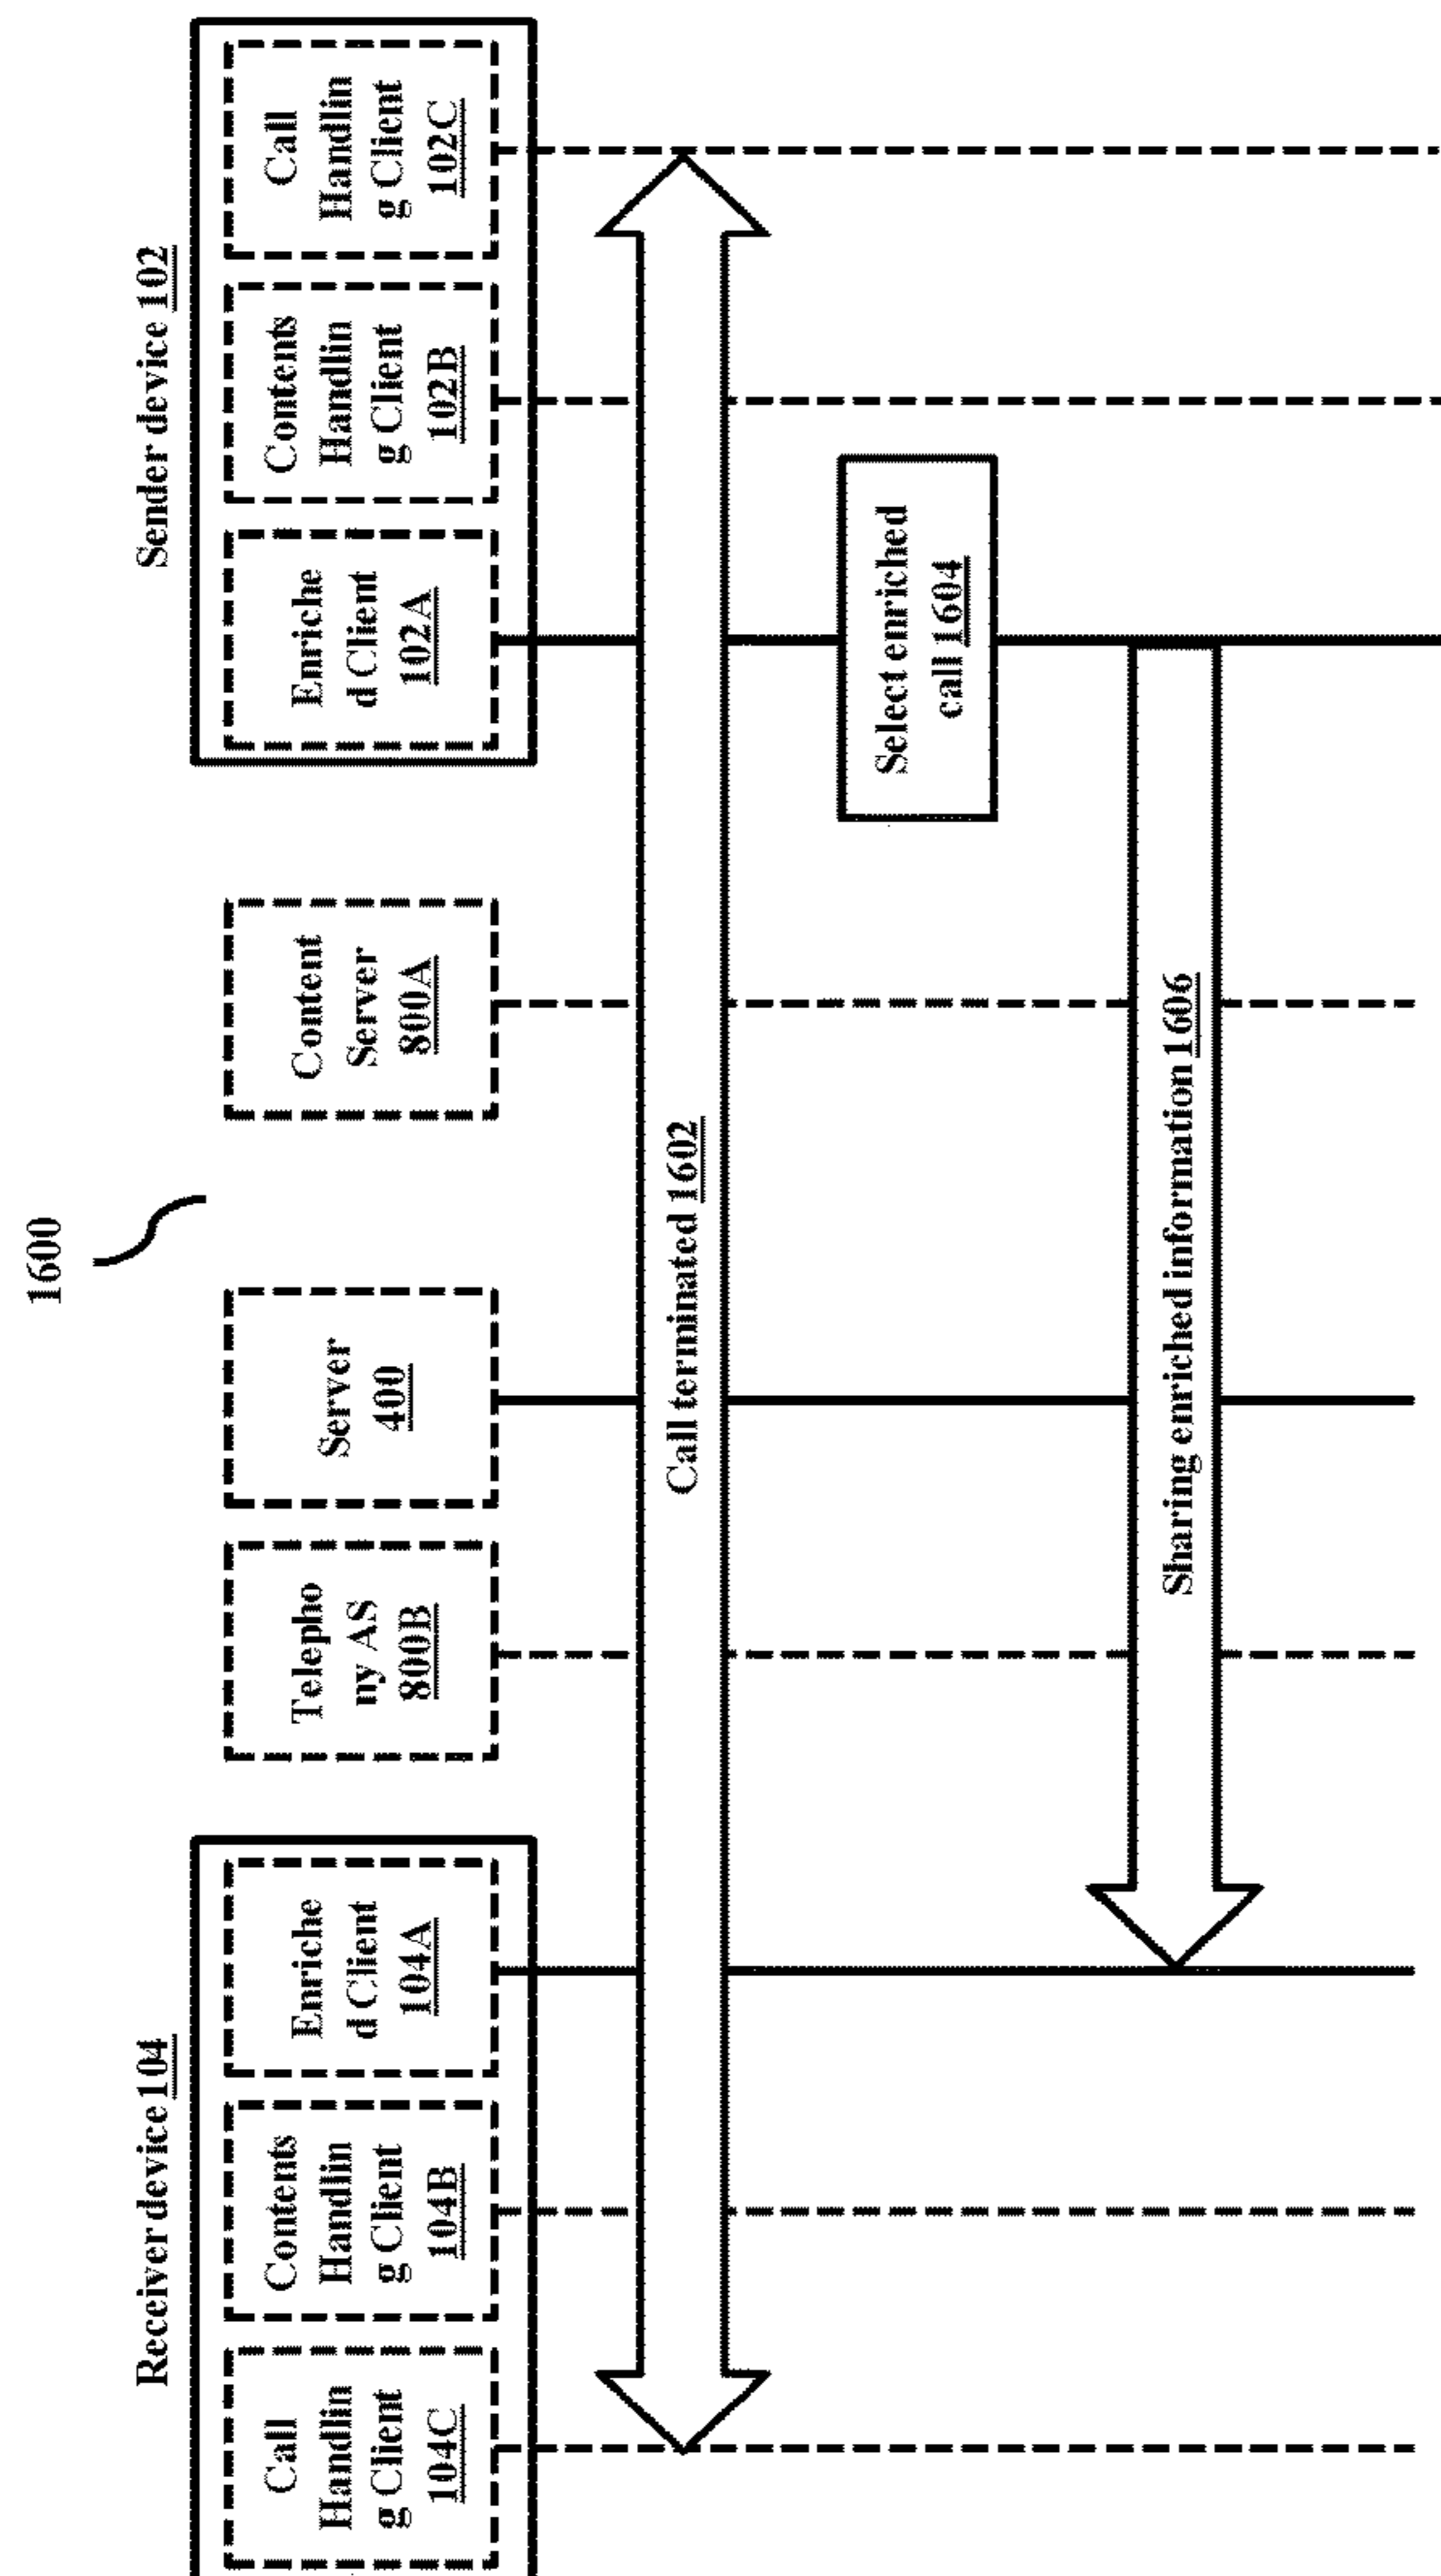 1600
Receiver device 104
Sender device 102
Call
Handlin
g Client
104C
Contents
Handlin
g Client
104B
Enriche
d Client
104A
Telepho
ny AS
800B
Server
400
Content
Server
800A
Enriche
d Client
102A
Contents
Handlin
g Client
102B
Call
Handlin
g Client
102C
Call terminated 1602
Select enriched
call 1604
Sharing enriched information 1606